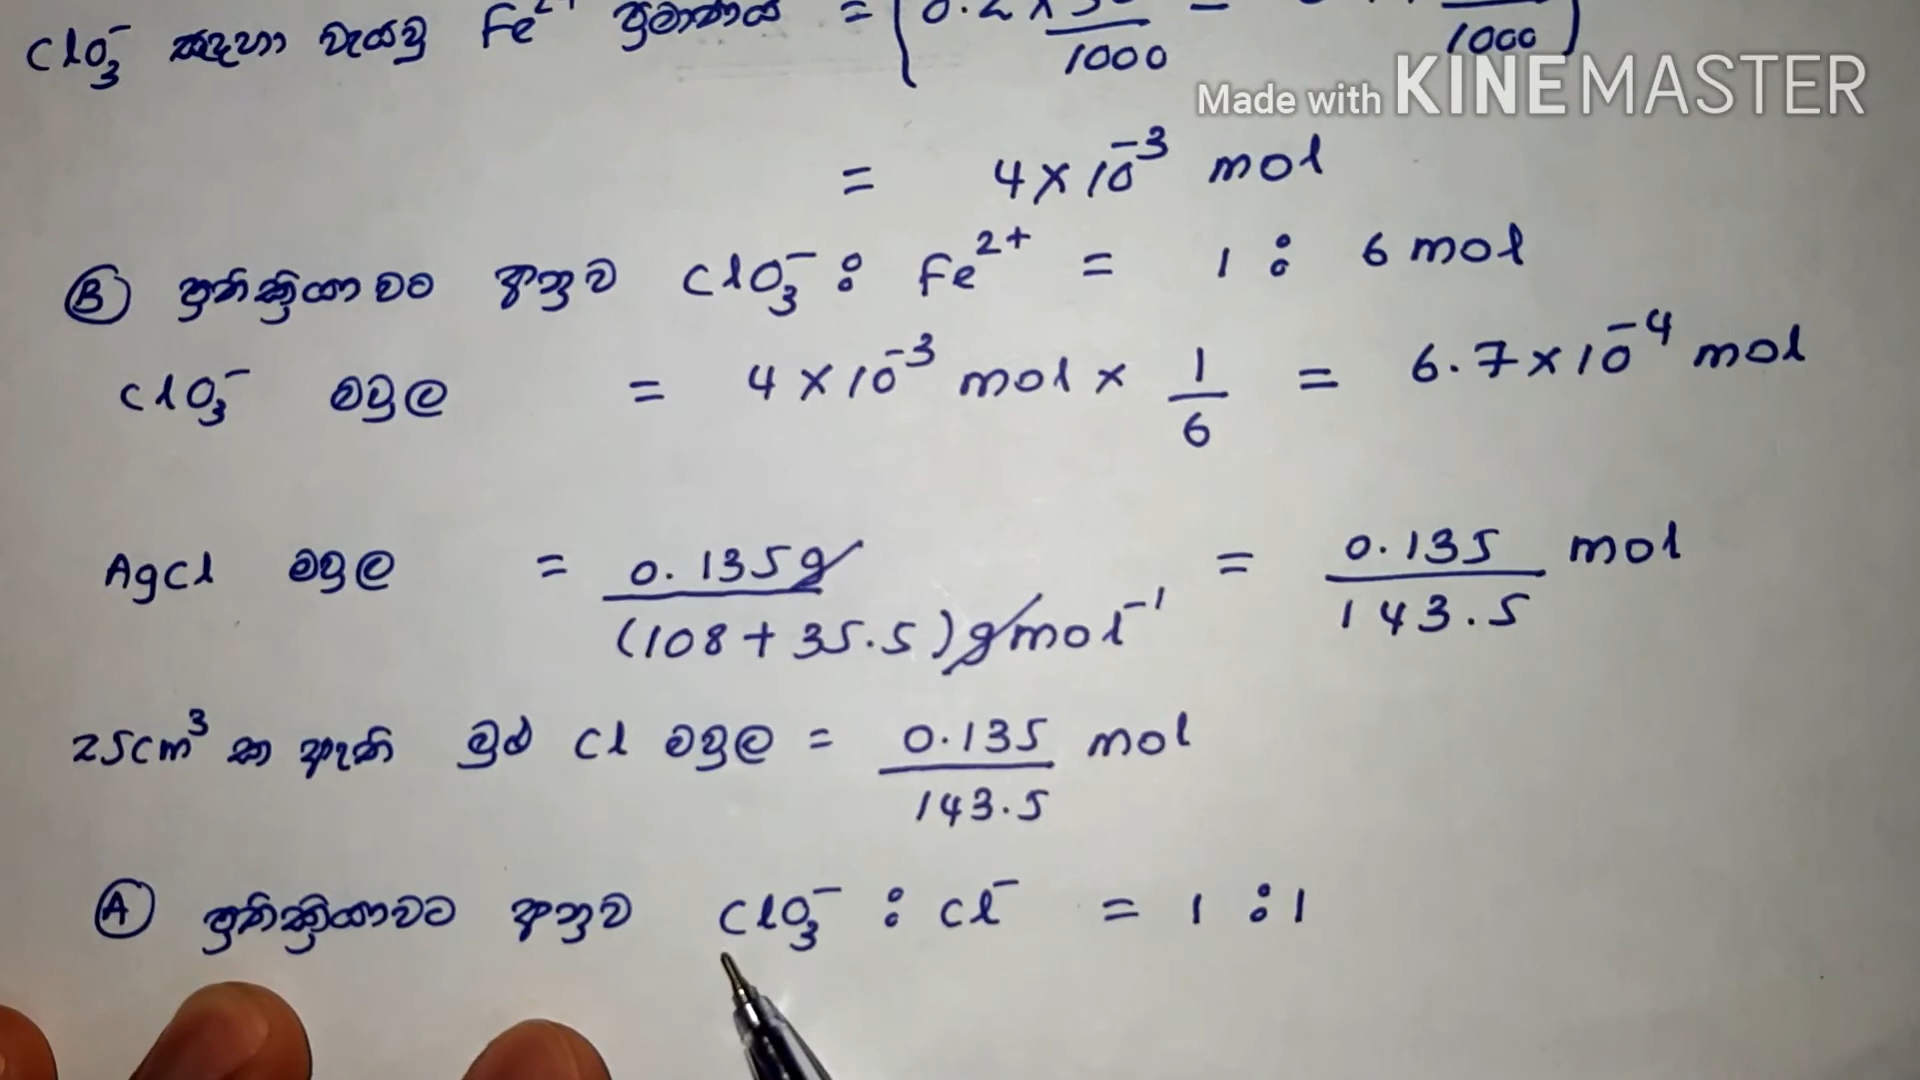 ClO₃⁻ සඳහා වැයවූ Fe²⁺ ප්‍රමාණය = (0.2 × /1000 − /1000)
Made with KINEMASTER
= 4 × 10⁻³ mol
Ⓑ ප්‍රතික්‍රියාවට අනුව ClO₃⁻ : Fe²⁺ = 1 : 6 mol
ClO₃⁻ මවුල = 4 × 10⁻³ mol × 1/6 = 6.7 × 10⁻⁴ mol
AgCl මවුල = 0.135g/(108 + 35.5) g mol⁻¹ = 0.135/143.5 mol
25cm³ ක ඇති මුළු Cl මවුල = 0.135/143.5 mol
Ⓐ ප්‍රතික්‍රියාවට අනුව ClO₃⁻ : Cl⁻ = 1 : 1